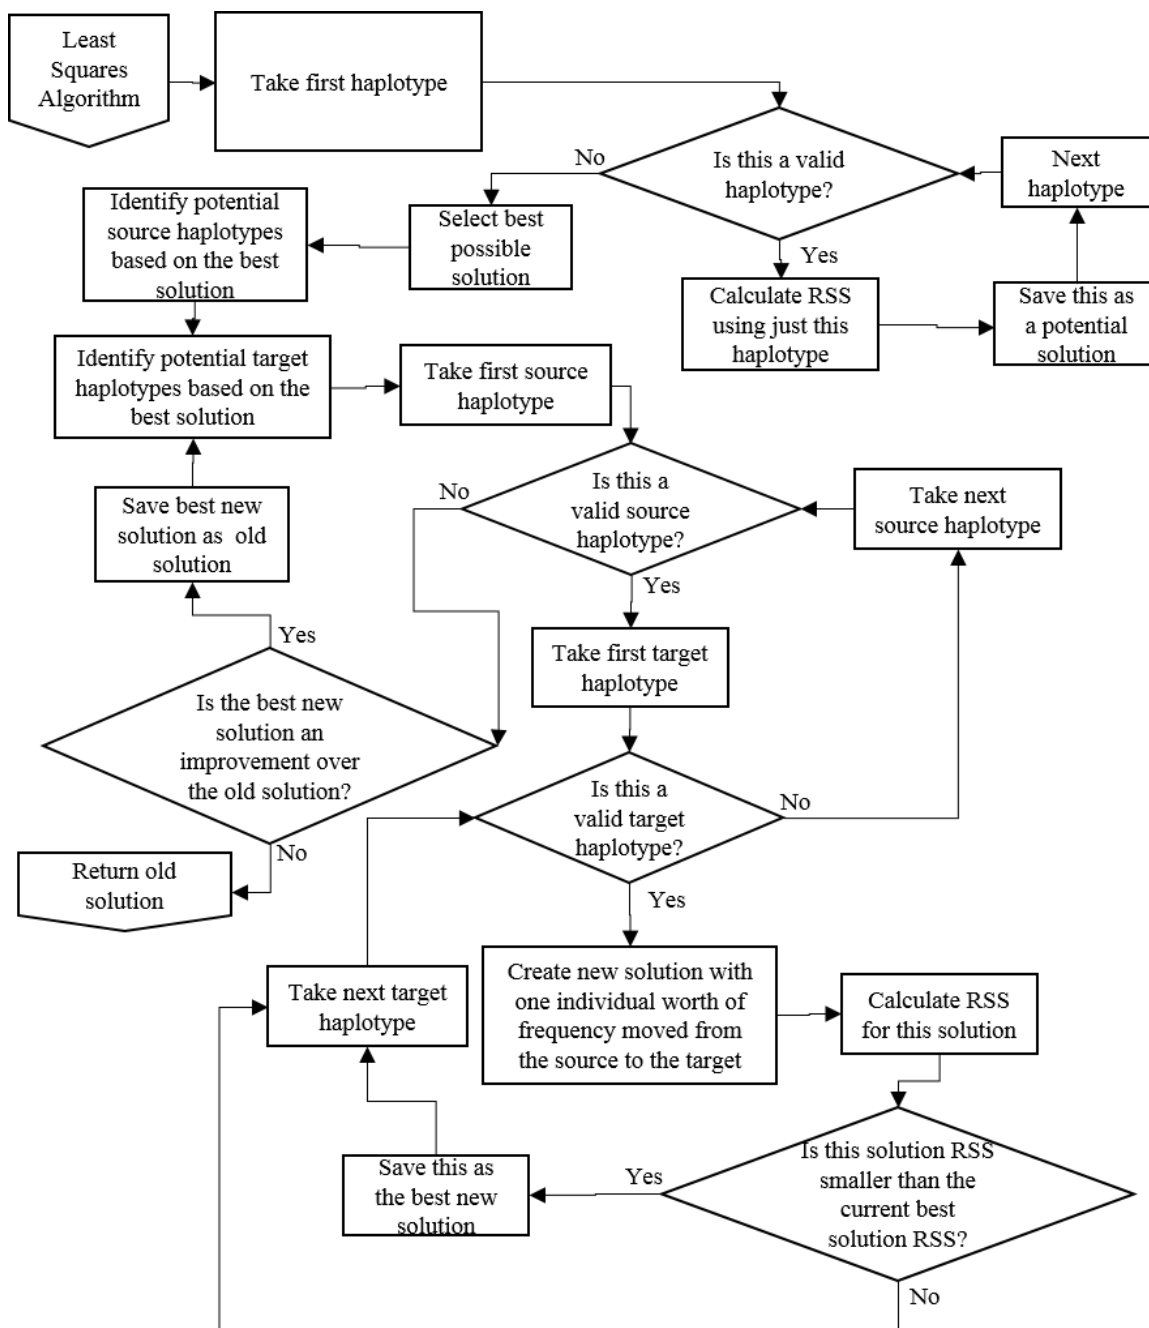 Least
Squares
Algorithm
Take first haplotype
Is this a valid
haplotype?
No
Yes
Next
haplotype
Select best
possible
solution
Identify potential
source haplotypes
based on the best
solution
Calculate RSS
using just this
haplotype
Save this as
a potential
solution
Identify potential target
haplotypes based on the
best solution
Take first source
haplotype
Is this a
valid source
haplotype?
No
Yes
Take next
source haplotype
Save best new
solution as old
solution
Yes
Take first target
haplotype
Is the best new
solution an
improvement over
the old solution?
No
Is this a
valid target
haplotype?
No
Yes
Return old
solution
Take next target
haplotype
Create new solution with
one individual worth of
frequency moved from
the source to the target
Calculate RSS
for this solution
Is this solution RSS
smaller than the
current best
solution RSS?
Yes
No
Save this as
the best new
solution